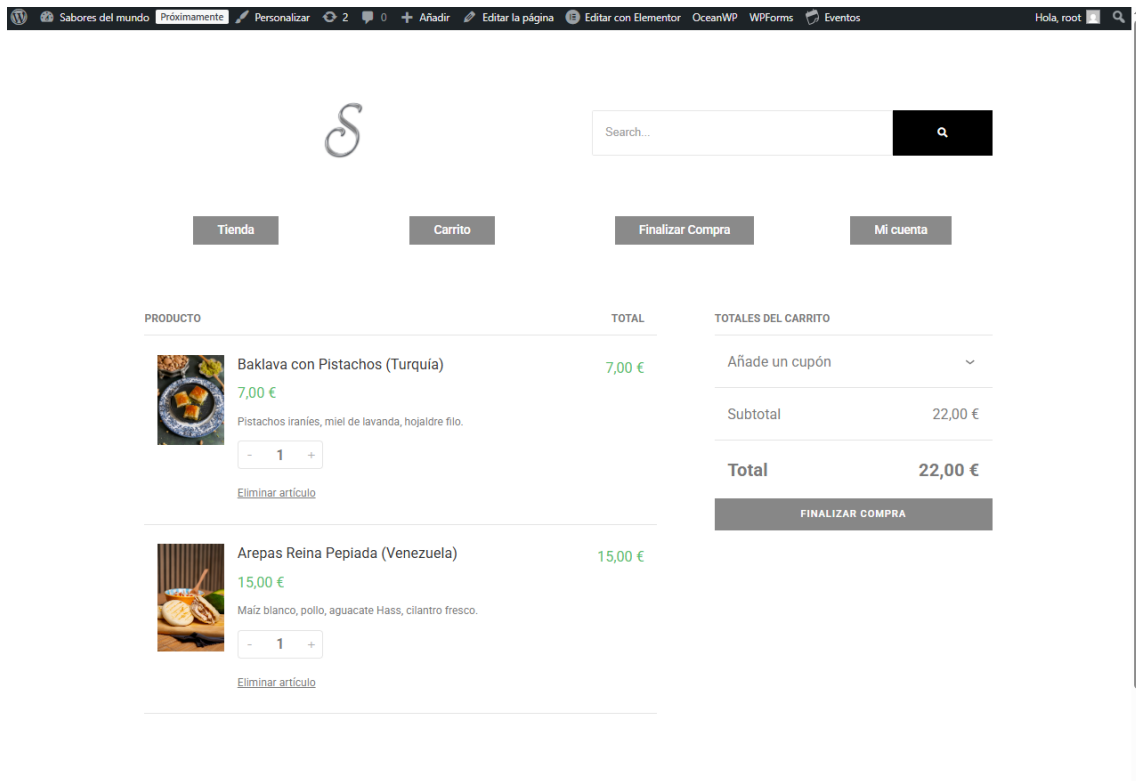 Sabores del mundo Próximamente Personalizar 2 0 Añadir Editar la página Editar con Elementor OceanWP WPForms Eventos Hola, root
S
Search...
Tienda Carrito Finalizar Compra Mi cuenta
PRODUCTO TOTAL
Baklava con Pistachos (Turquía) 7,00 €
7,00 €
Pistachos iraníes, miel de lavanda, hojaldre filo.
- 1 +
Eliminar artículo
Arepas Reina Pepiada (Venezuela) 15,00 €
15,00 €
Maíz blanco, pollo, aguacate Hass, cilantro fresco.
- 1 +
Eliminar artículo
TOTALES DEL CARRITO
Añade un cupón
Subtotal 22,00 €
Total 22,00 €
FINALIZAR COMPRA